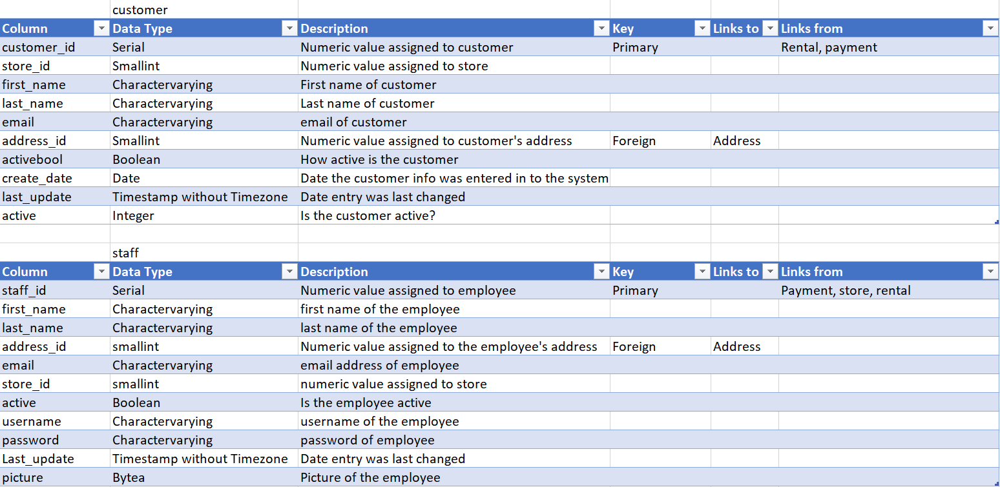 customer
Column Data Type Description Key Links to Links from
customer_id Serial Numeric value assigned to customer Primary Rental, payment
store_id Smallint Numeric value assigned to store
first_name Charactervarying First name of customer
last_name Charactervarying Last name of customer
email Charactervarying email of customer
address_id Smallint Numeric value assigned to customer's address Foreign Address
activebool Boolean How active is the customer
create_date Date Date the customer info was entered in to the system
last_update Timestamp without Timezone Date entry was last changed
active Integer Is the customer active?
staff
Column Data Type Description Key Links to Links from
staff_id Serial Numeric value assigned to employee Primary Payment, store, rental
first_name Charactervarying first name of the employee
last_name Charactervarying last name of the employee
address_id smallint Numeric value assigned to the employee's address Foreign Address
email Charactervarying email address of employee
store_id smallint numeric value assigned to store
active Boolean Is the employee active
username Charactervarying username of the employee
password Charactervarying password of employee
Last_update Timestamp without Timezone Date entry was last changed
picture Bytea Picture of the employee